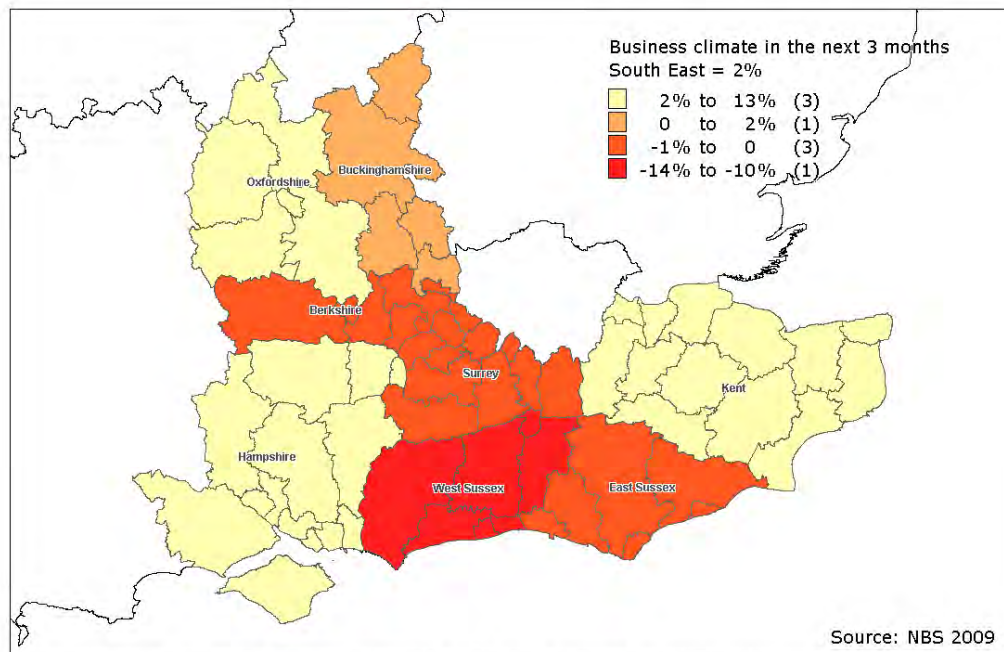 Business climate in the next 3 months
South East = 2%
2% to 13% (3)
0 to 2% (1)
-1% to 0 (3)
-14% to -10% (1)
Buckinghamshire
Oxfordshire
Berkshire
Surrey
Kent
Hampshire
West Sussex
East Sussex
Source: NBS 2009